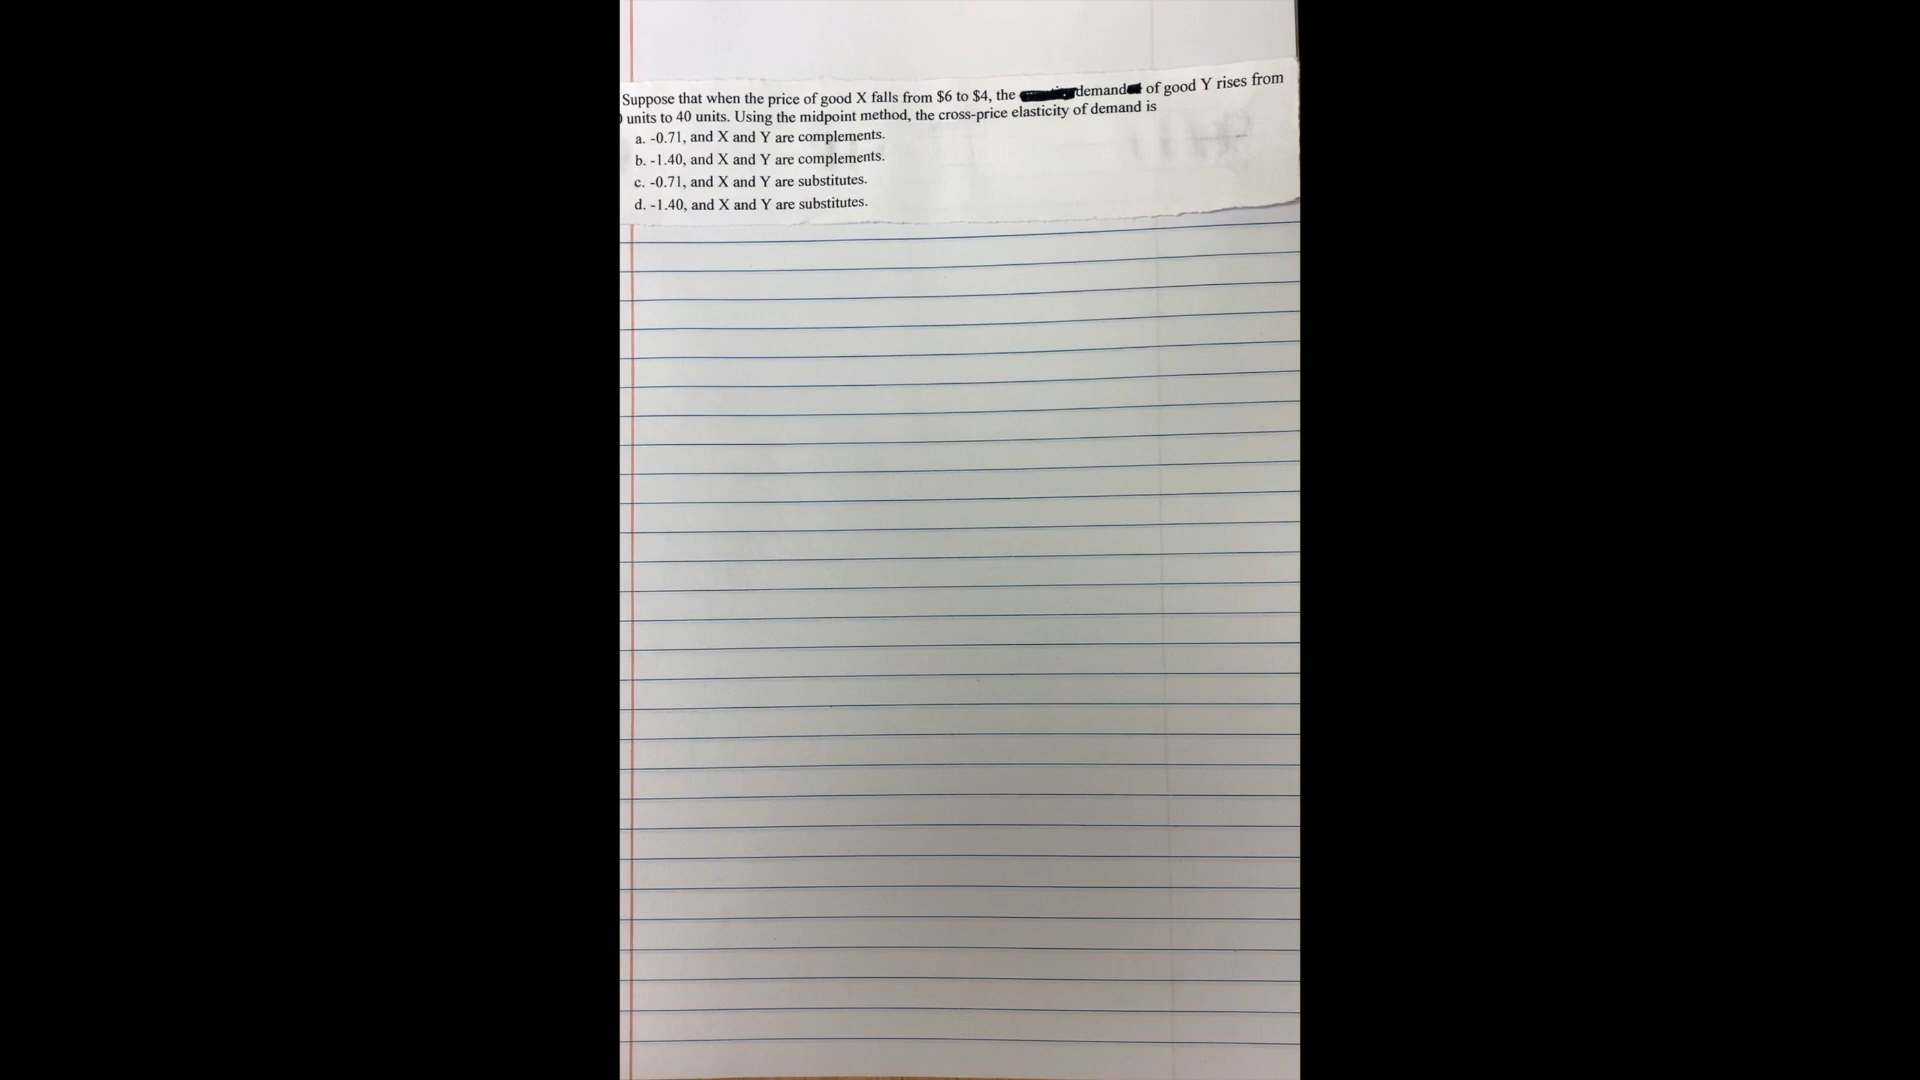 Suppose that when the price of good X falls from $6 to $4, the demand of good Y rises from
units to 40 units. Using the midpoint method, the cross-price elasticity of demand is
a. -0.71, and X and Y are complements.
b. -1.40, and X and Y are complements.
c. -0.71, and X and Y are substitutes.
d. -1.40, and X and Y are substitutes.